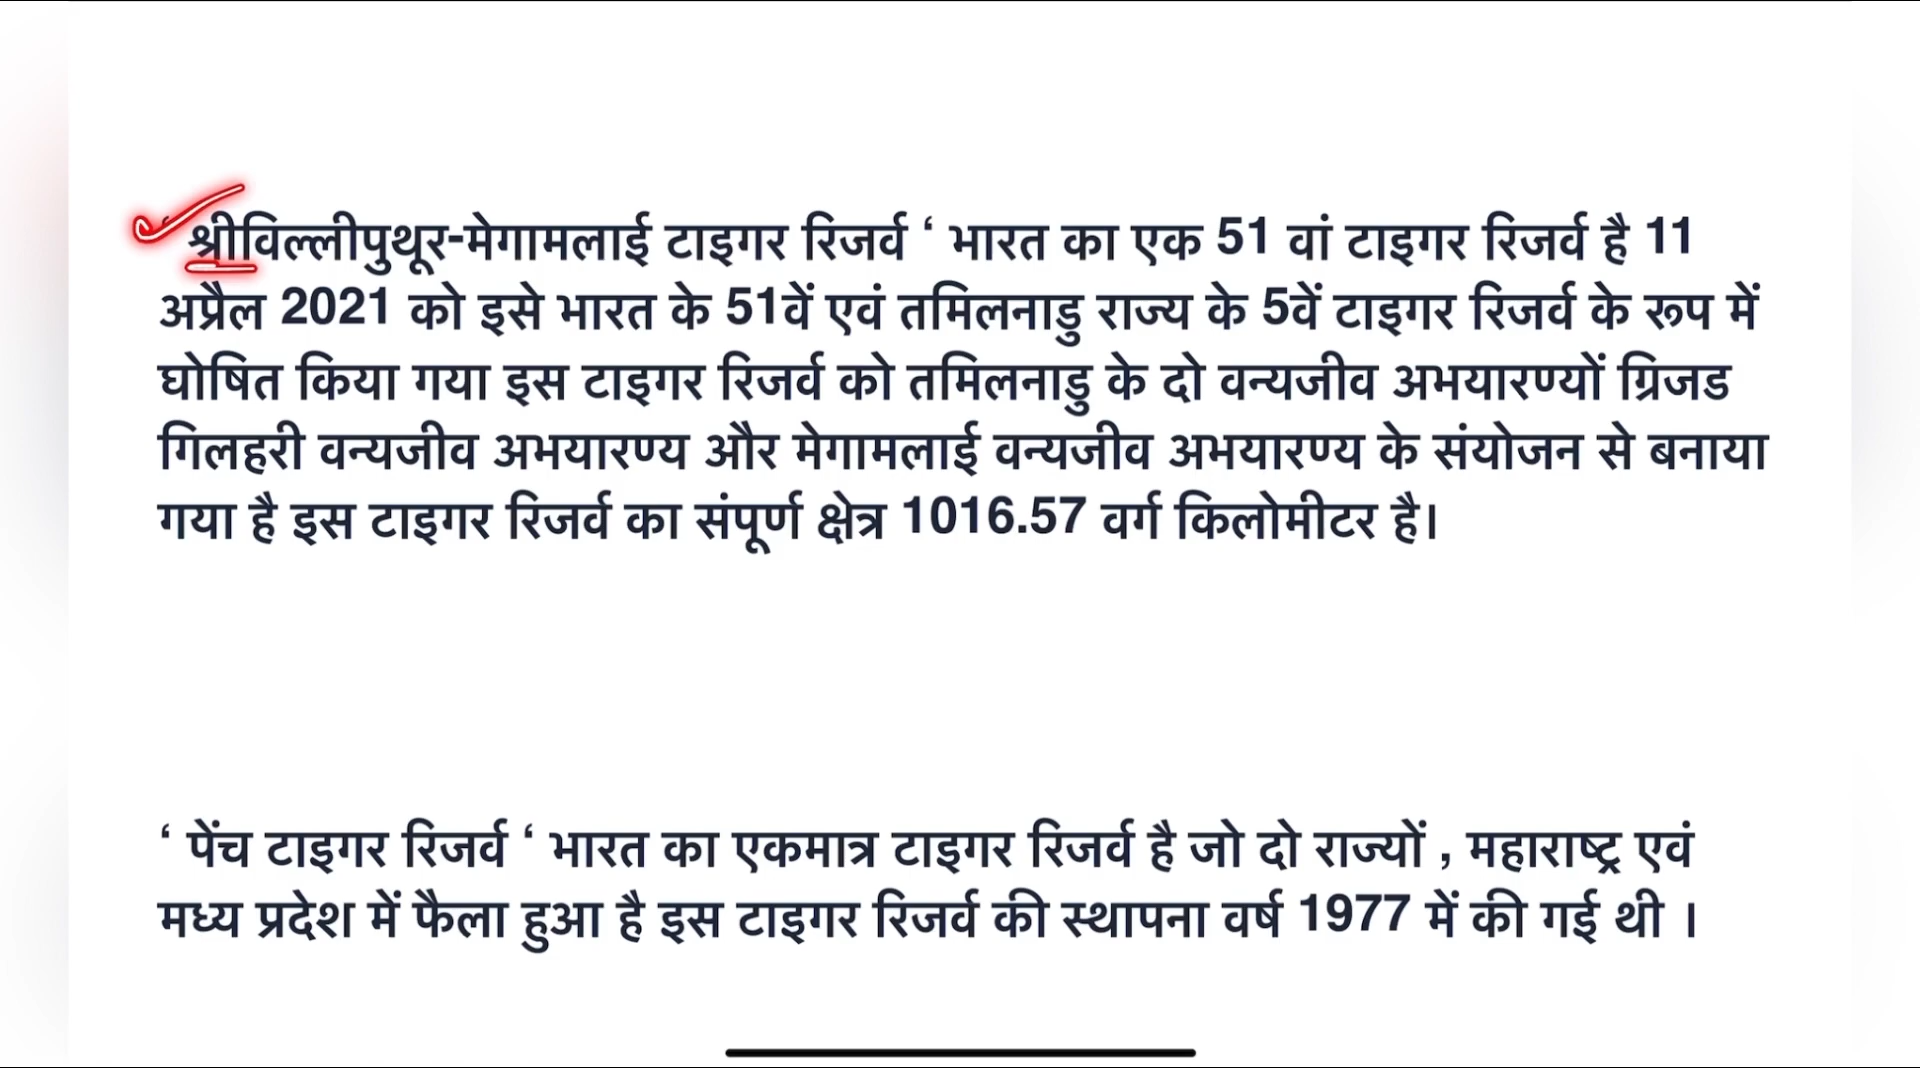 ‘ श्रीविल्लीपुथूर-मेगामलाई टाइगर रिजर्व ‘ भारत का एक 51 वां टाइगर रिजर्व है 11
अप्रैल 2021 को इसे भारत के 51वें एवं तमिलनाडु राज्य के 5वें टाइगर रिजर्व के रूप में
घोषित किया गया इस टाइगर रिजर्व को तमिलनाडु के दो वन्यजीव अभयारण्यों ग्रिजड
गिलहरी वन्यजीव अभयारण्य और मेगामलाई वन्यजीव अभयारण्य के संयोजन से बनाया
गया है इस टाइगर रिजर्व का संपूर्ण क्षेत्र 1016.57 वर्ग किलोमीटर है।
‘ पेंच टाइगर रिजर्व ‘ भारत का एकमात्र टाइगर रिजर्व है जो दो राज्यों , महाराष्ट्र एवं
मध्य प्रदेश में फैला हुआ है इस टाइगर रिजर्व की स्थापना वर्ष 1977 में की गई थी ।